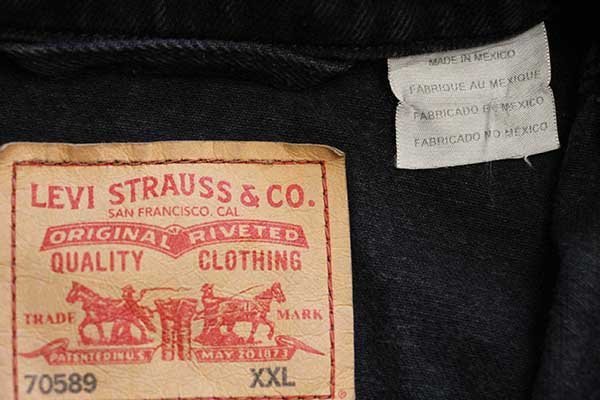 LEVI STRAUSS & CO.
SAN FRANCISCO, CAL
ORIGINAL RIVETED
QUALITY CLOTHING
TRADE MARK
PATENTED IN U.S. MAY 20 1873
70589 XXL
®
MADE IN MEXICO
FABRIQUE AU MEXIQUE
FABRICADO EN MEXICO
FABRICADO NO MÉXICO